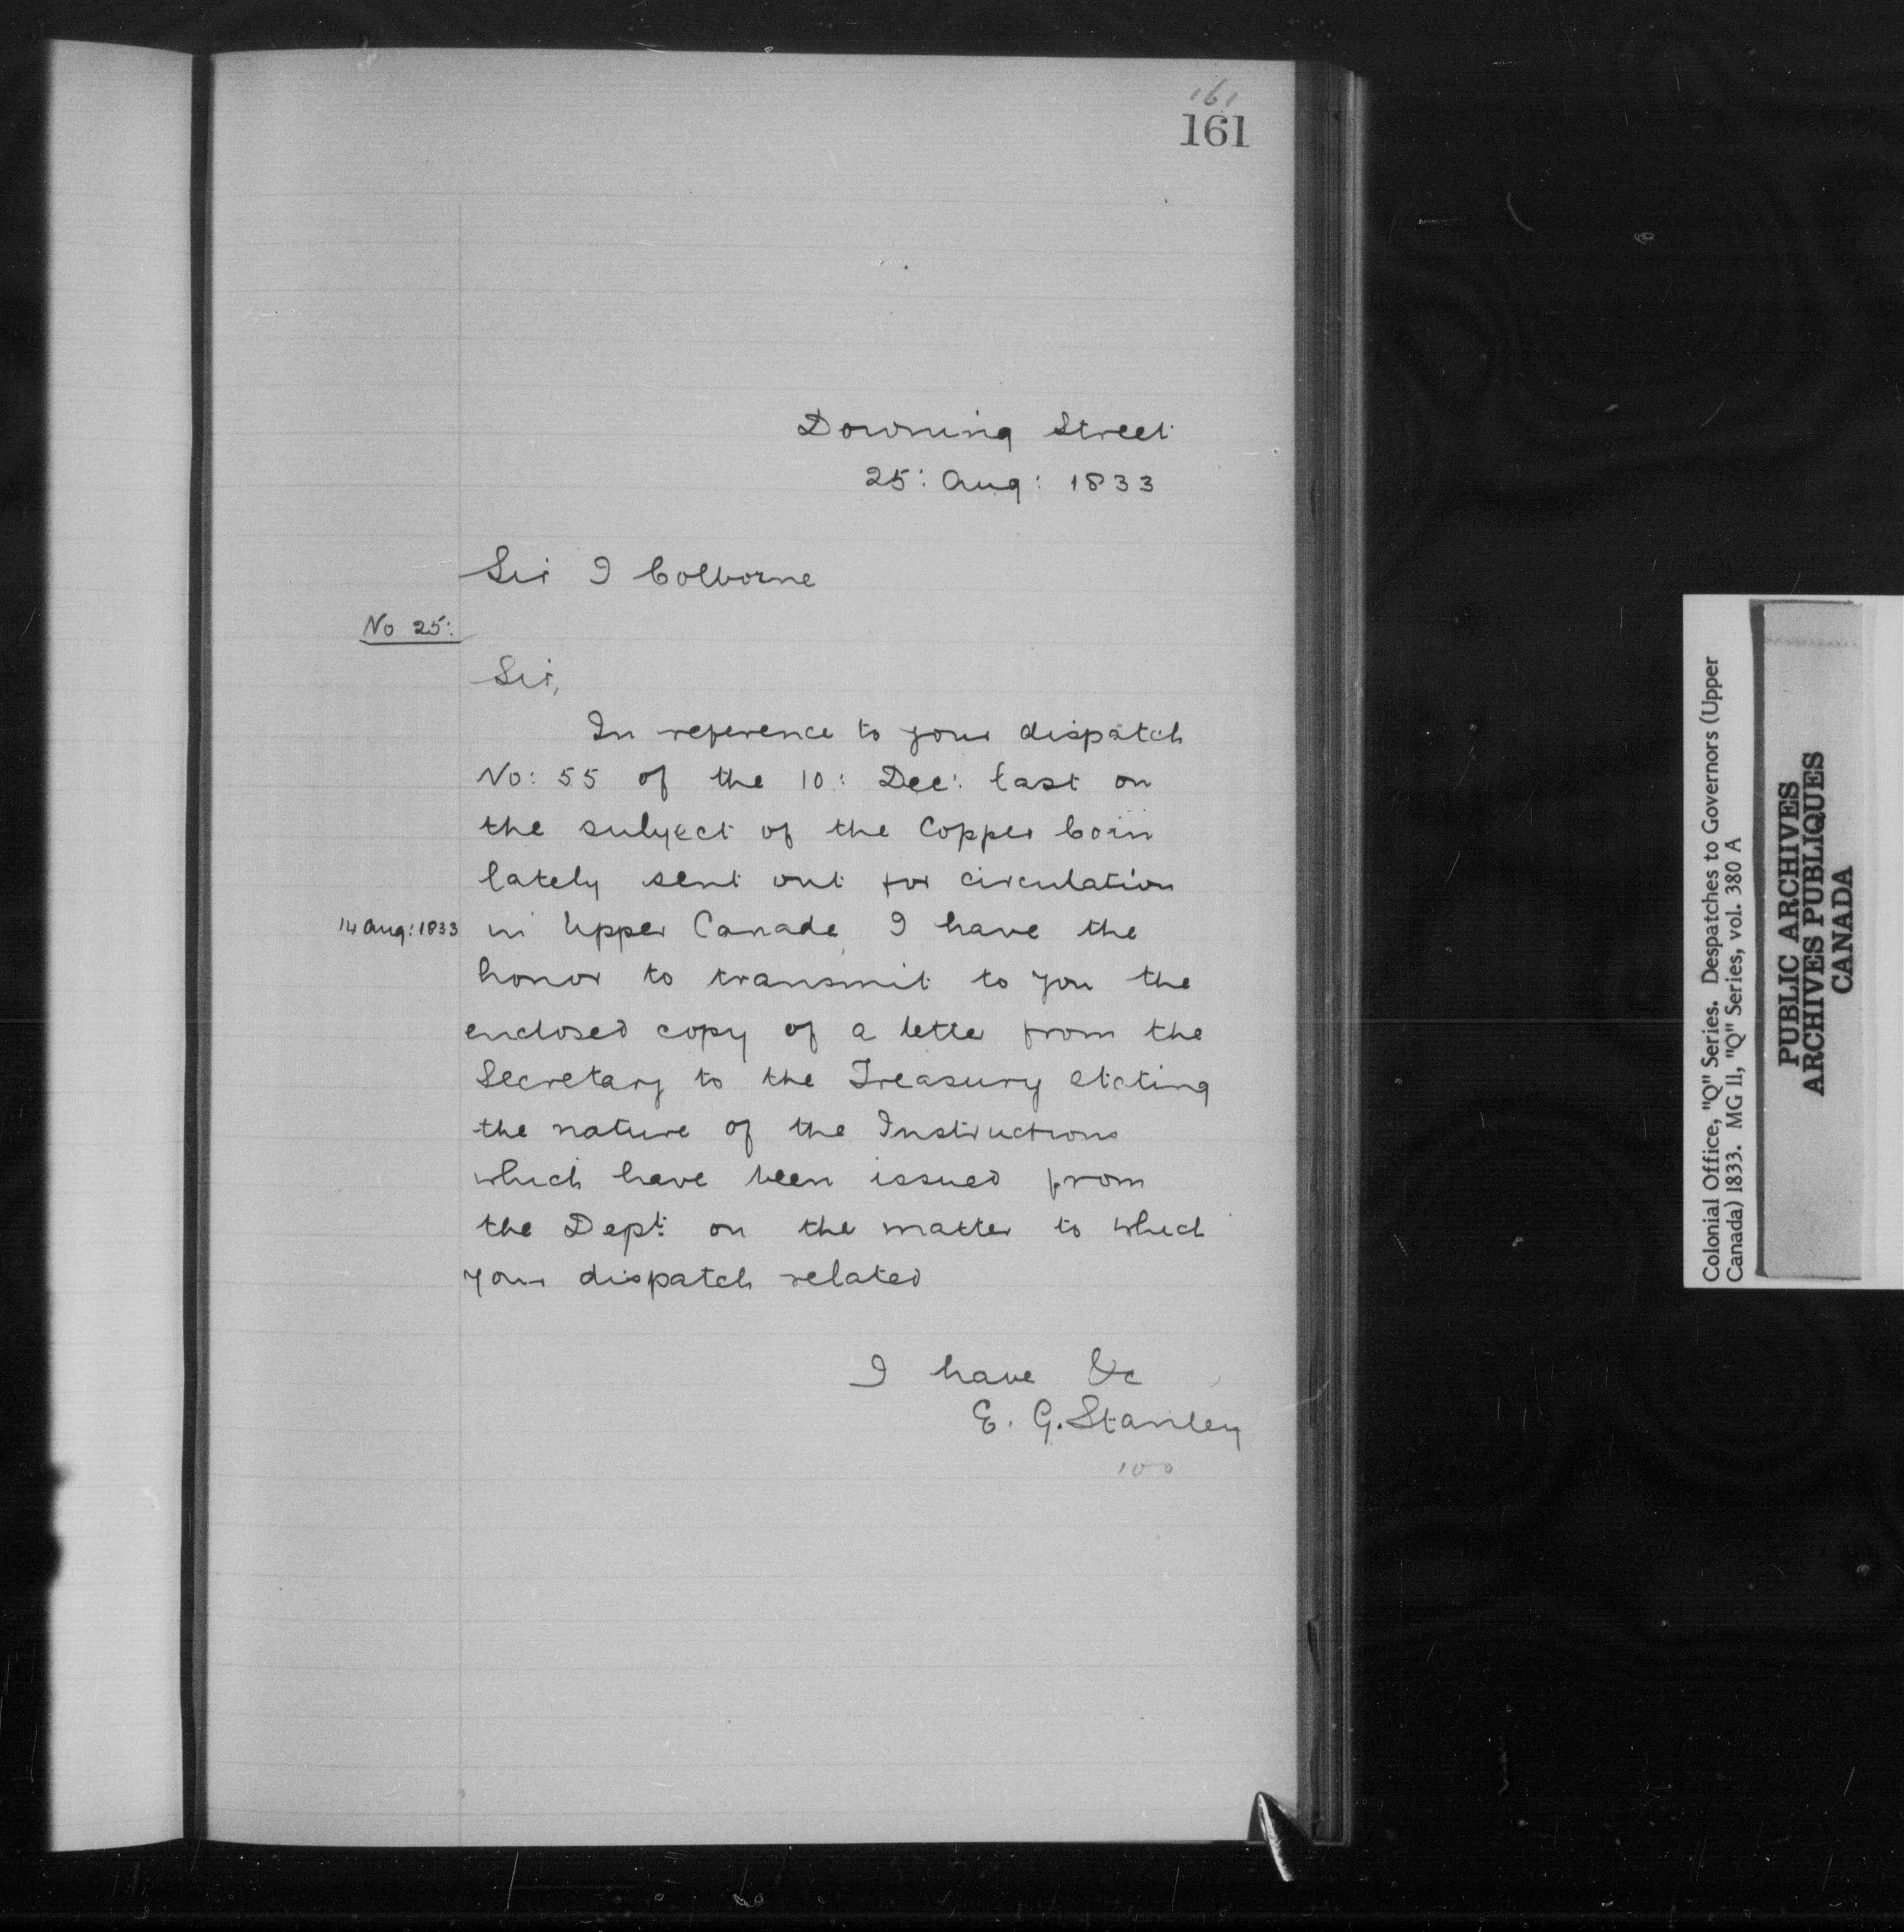 161
161
Downing Street
25: Aug: 1833
Sir J Colborne
No 25:
Sir,
In reference to your dispatch
No: 55 of the 10: Dec: last on
the subject of the Copper Coin
lately sent out for circulation
14 Aug: 1833
in Upper Canada, I have the
honor to transmit to you the
enclosed copy of a letter from the
Secretary to the Treasury stating
the nature of the Instructions
which have been issued from
the Dept: on the matter to which
your dispatch related
I have &c
E. G. Stanley
100
Colonial Office, "Q" Series. Despatches to Governors (Upper
Canada) 1833. MG 11, "Q" Series, vol. 380 A
PUBLIC ARCHIVES
ARCHIVES PUBLIQUES
CANADA